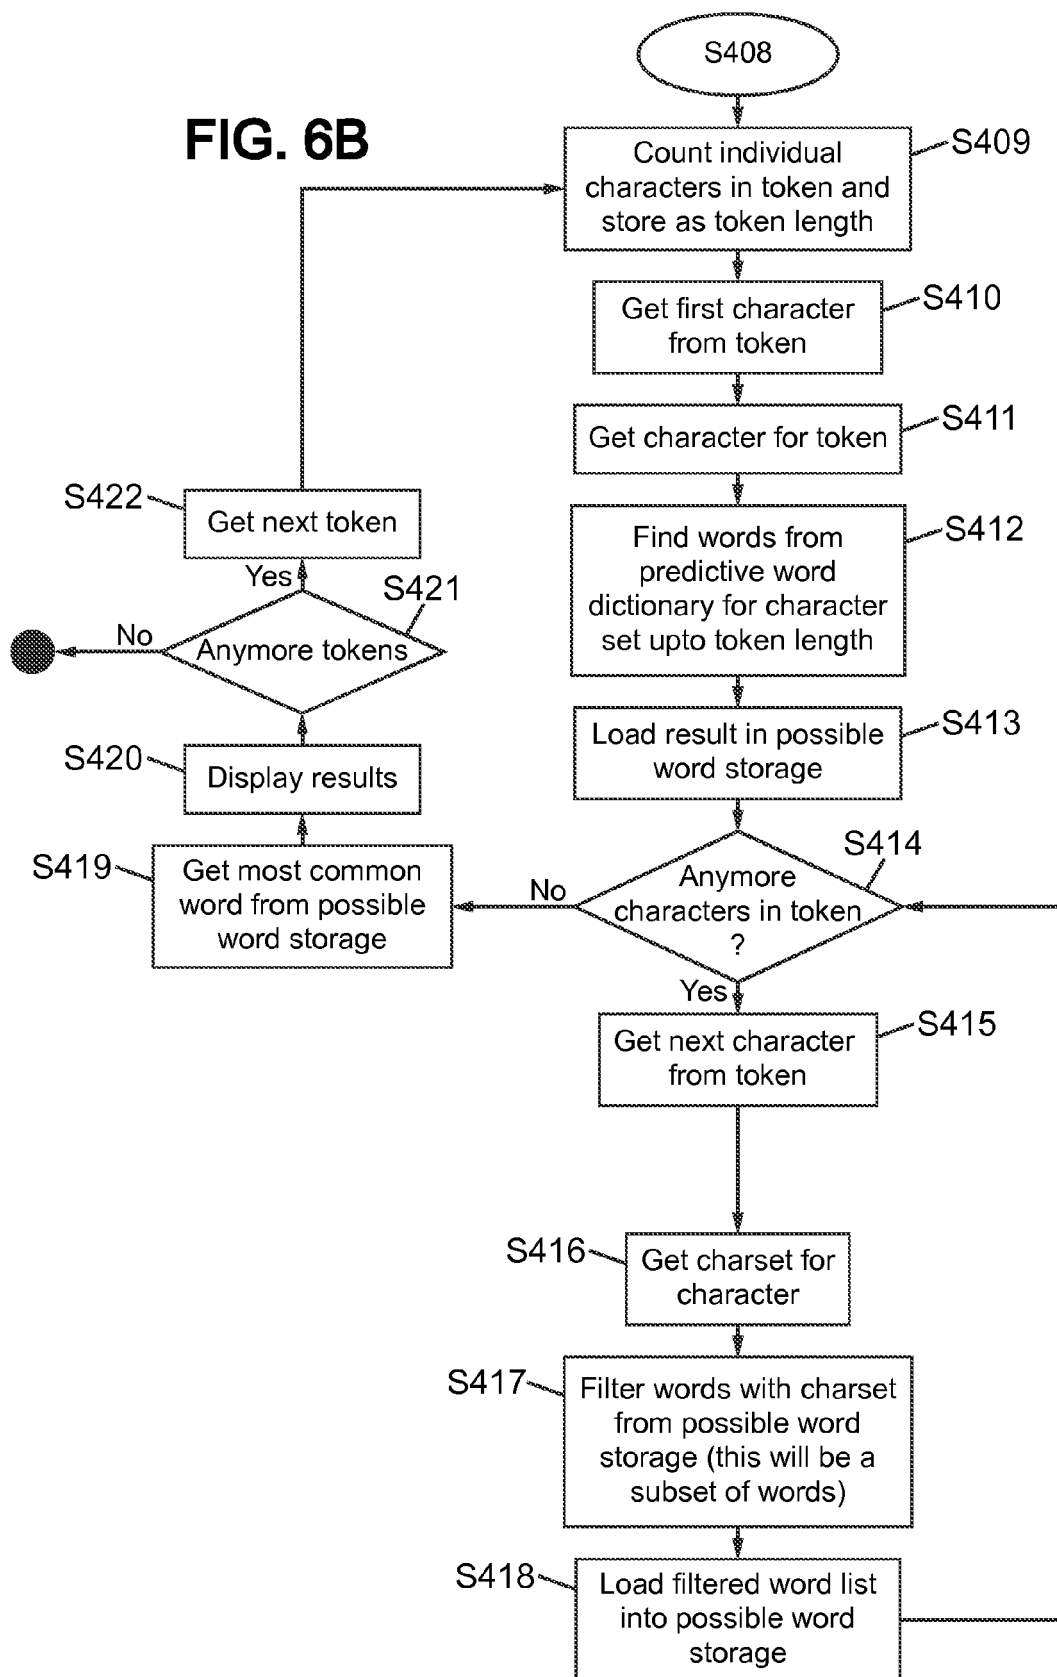 S408
FIG. 6B
Count individual
characters in token and
store as token length
S409
Get first character
from token
S410
Get character for token
S411
S422
Get next token
Find words from
predictive word
dictionary for character
set upto token length
S412
Yes
S421
No
Anymore tokens
S420
Display results
Load result in possible
word storage
S413
S419
Get most common
word from possible
word storage
No
Anymore
characters in token
?
S414
Yes
Get next character
from token
S415
S416
Get charset for
character
S417
Filter words with charset
from possible word
storage (this will be a
subset of words)
S418
Load filtered word list
into possible word
storage